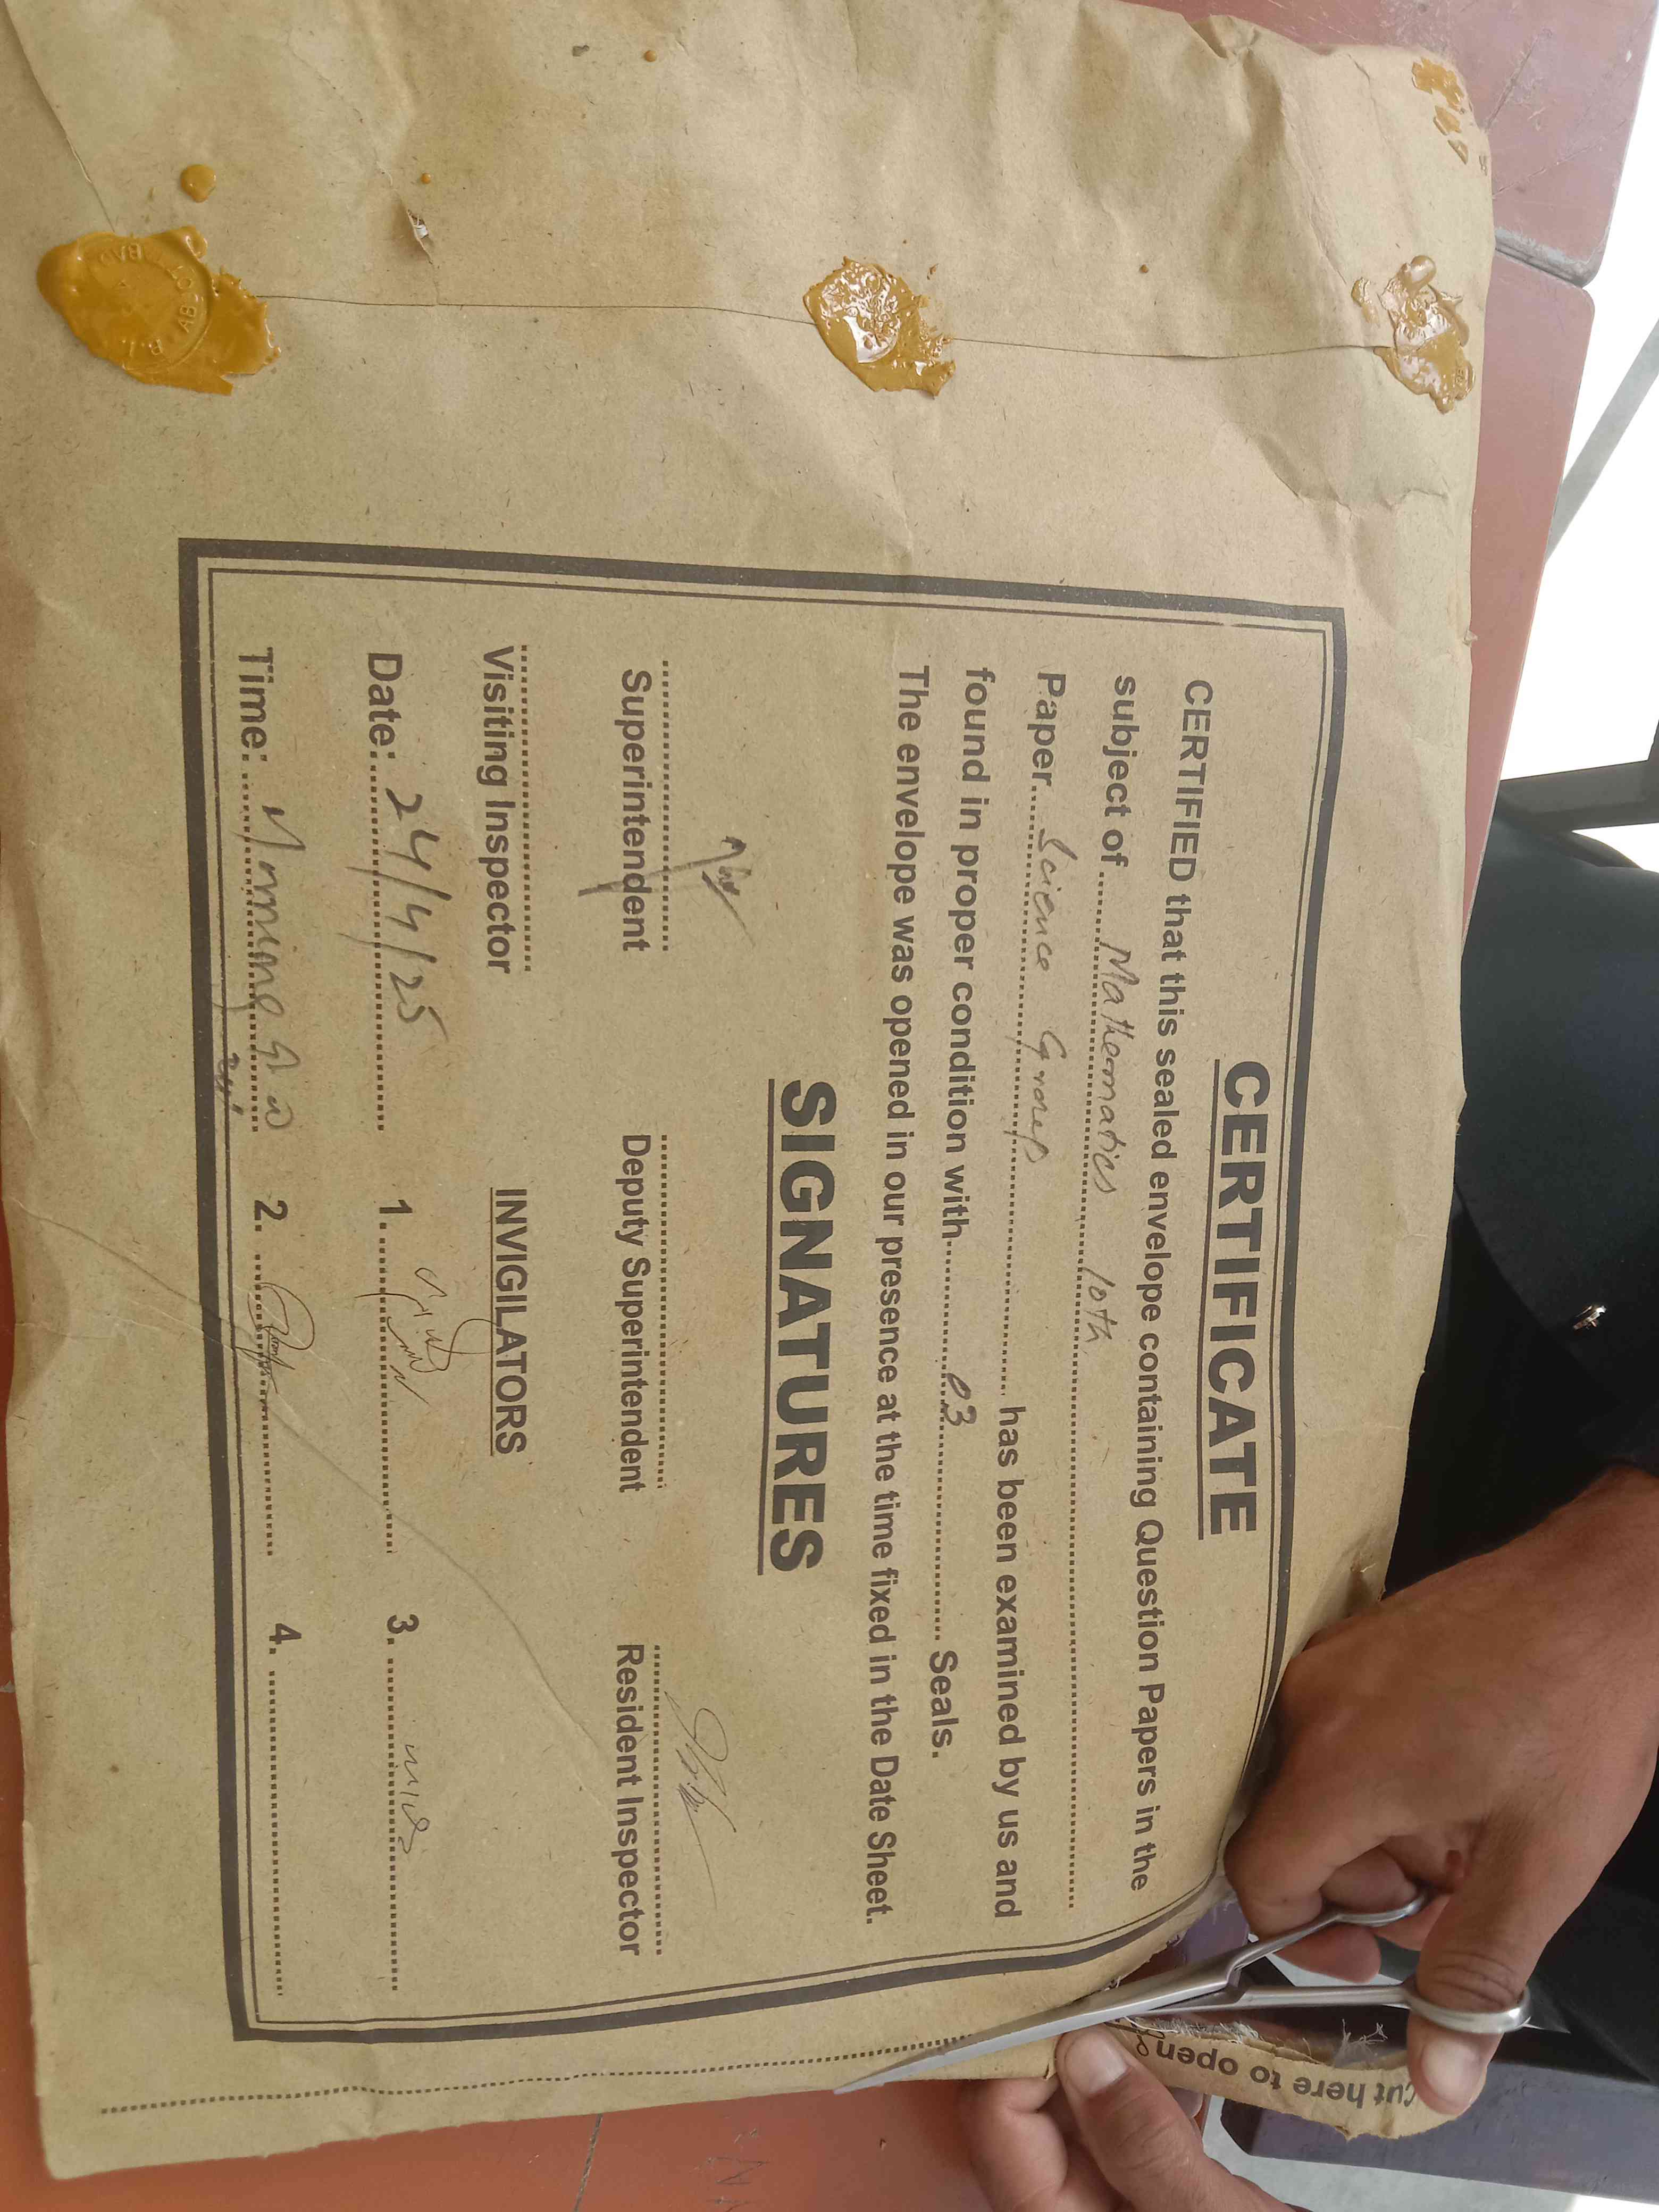 CERTIFICATE
CERTIFIED that this sealed envelope containing Question Papers in the
subject of Mathematics 10th
Paper Science Group has been examined by us and
found in proper condition with 03 Seals.
The envelope was opened in our presence at the time fixed in the Date Sheet.
SIGNATURES
Superintendent Deputy Superintendent Resident Inspector
Visiting Inspector INVIGILATORS
Date: 24/4/25 1. 3.
Time: Morning 2. 4.
Cut here to open